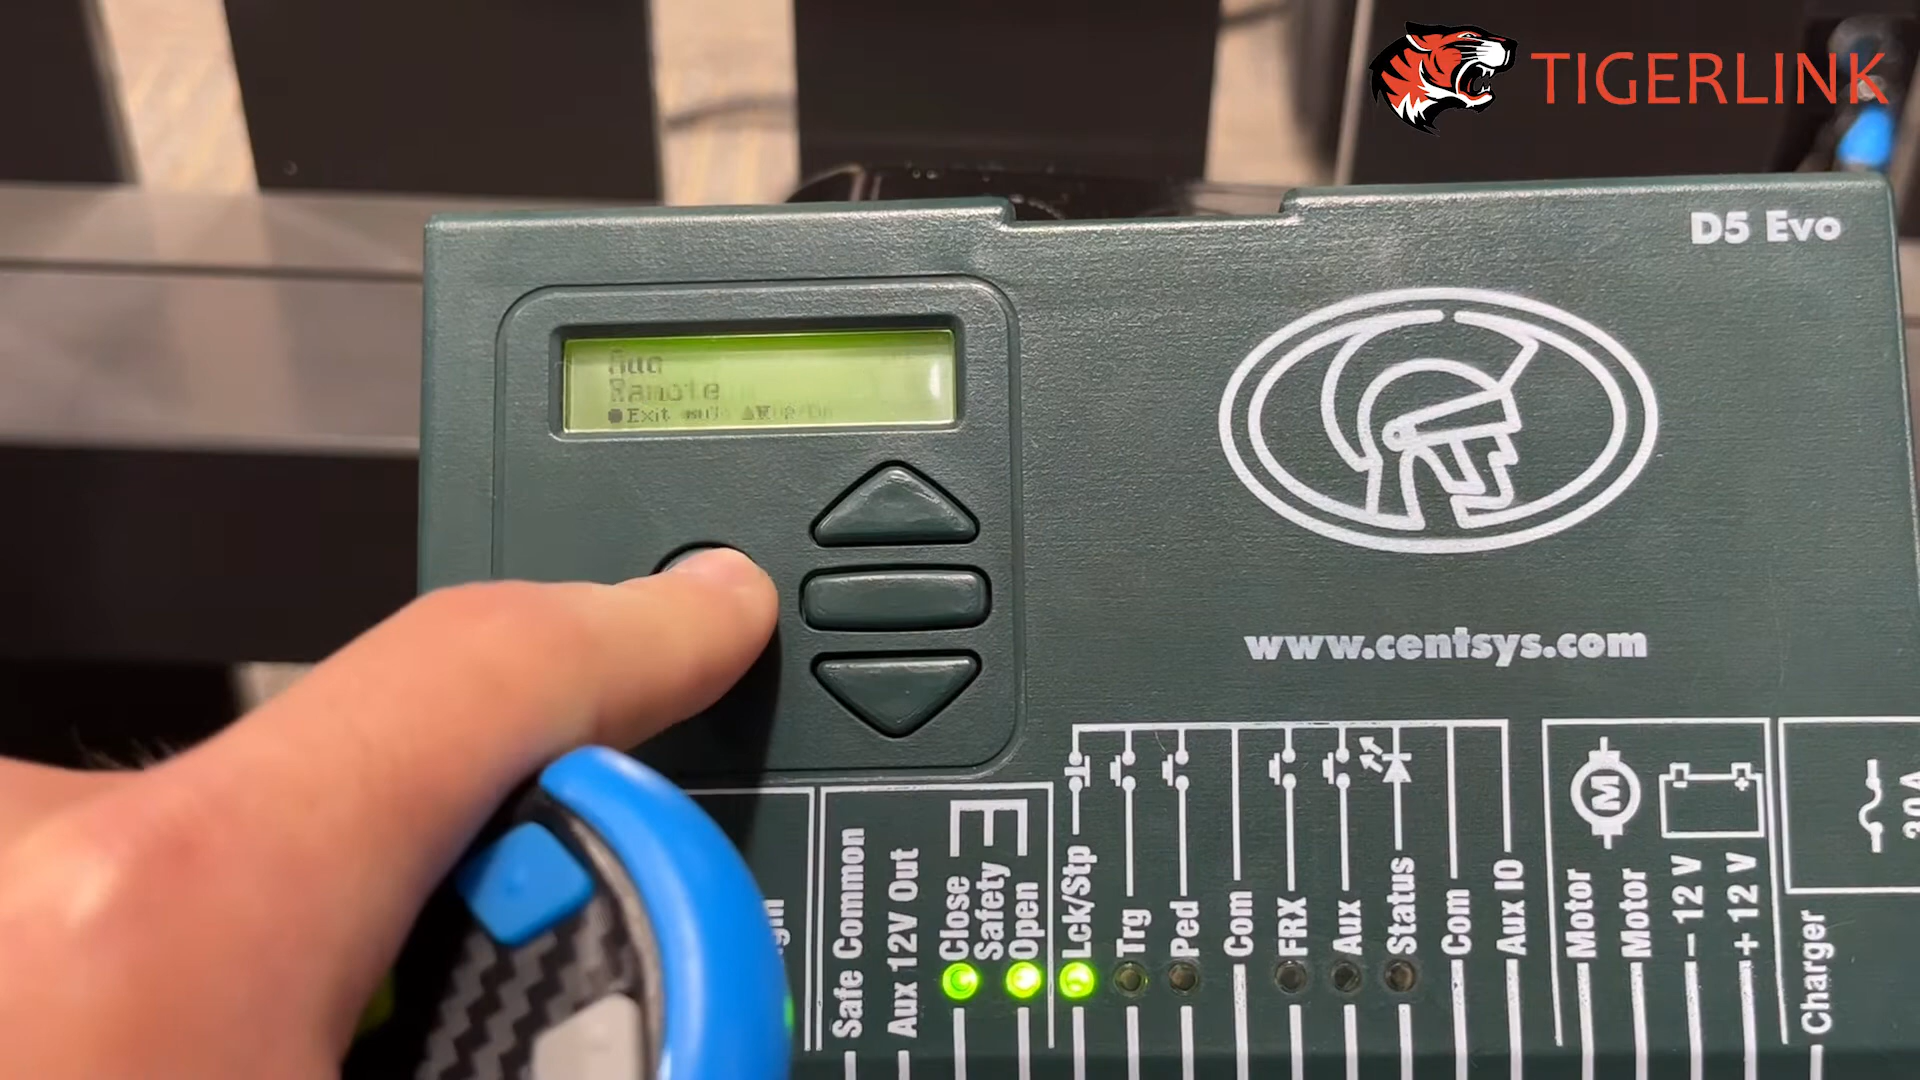 TIGERLINK
D5 Evo
Remote
Exit
www.centsys.com
Safe Common
Aux 12V Out
Close
Safety
Open
Lck/Stp
Trg
Ped
Com
FRX
Aux
Status
Com
Aux IO
M
Motor
Motor
– 12 V
+ 12 V
Charger